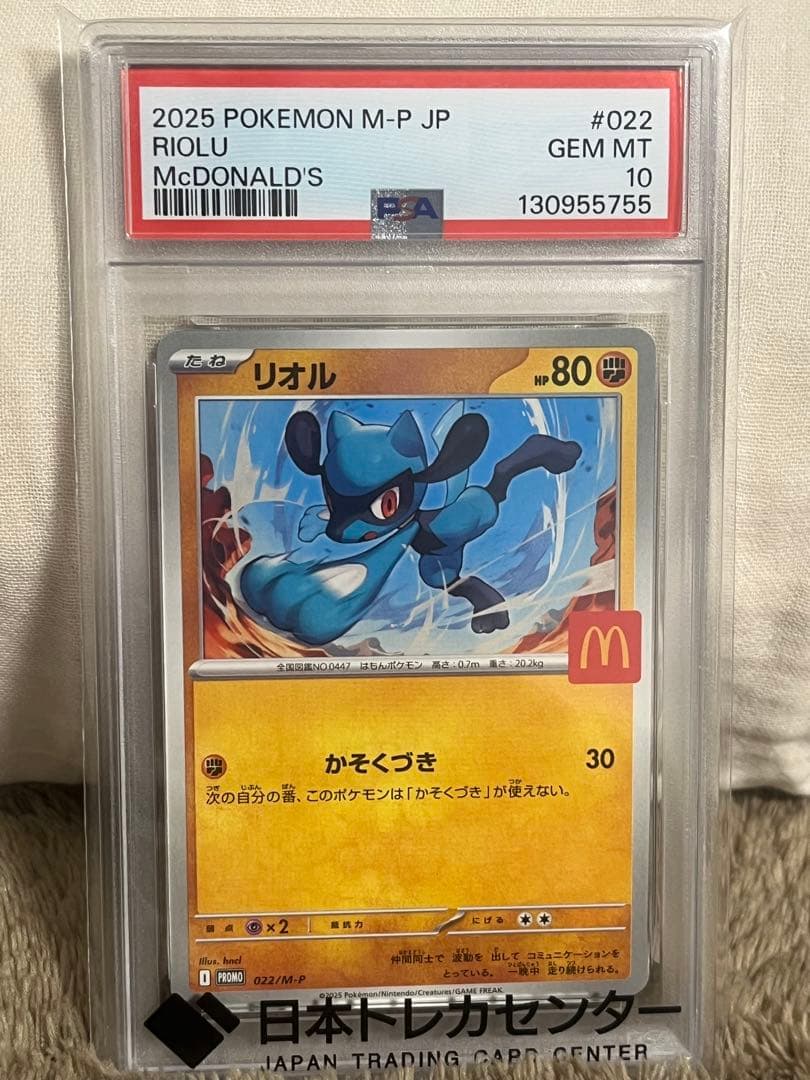 2025 POKEMON M-P JP #022
RIOLU GEM MT
McDONALD'S 10
PSA 130955755
たね リオル HP 80
全国図鑑NO.0447 はもんポケモン 高さ:0.7m 重さ:20.2kg
かそくづき 30
次の自分の番、このポケモンは「かそくづき」が使えない。
弱点 ×2 抵抗力 にげる
Illus. hncl 仲間同士で 波動を 出して コミュニケーションを
とっている。 一晩中 走り続けられる。
I PROMO 022/M-P
©2025 Pokémon/Nintendo/Creatures/GAME FREAK.
日本トレカセンター
JAPAN TRADING CARD CENTER